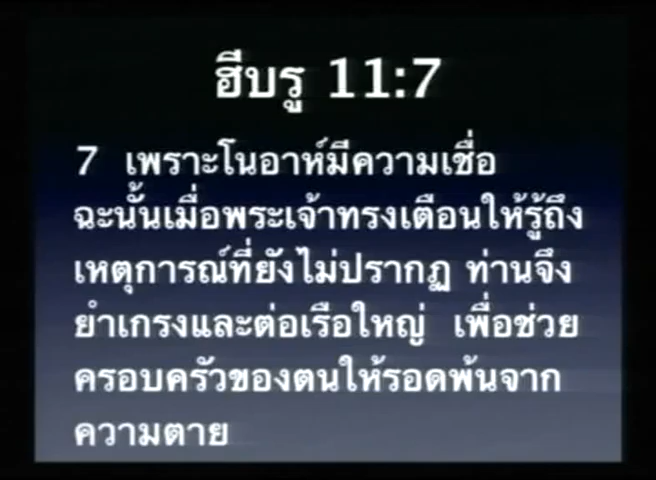 ฮีบรู 11:7
7 เพราะโนอาห์มีความเชื่อ
ฉะนั้นเมื่อพระเจ้าทรงเตือนให้รู้ถึง
เหตุการณ์ที่ยังไม่ปรากฏ ท่านจึง
ยำเกรงและต่อเรือใหญ่ เพื่อช่วย
ครอบครัวของตนให้รอดพ้นจาก
ความตาย